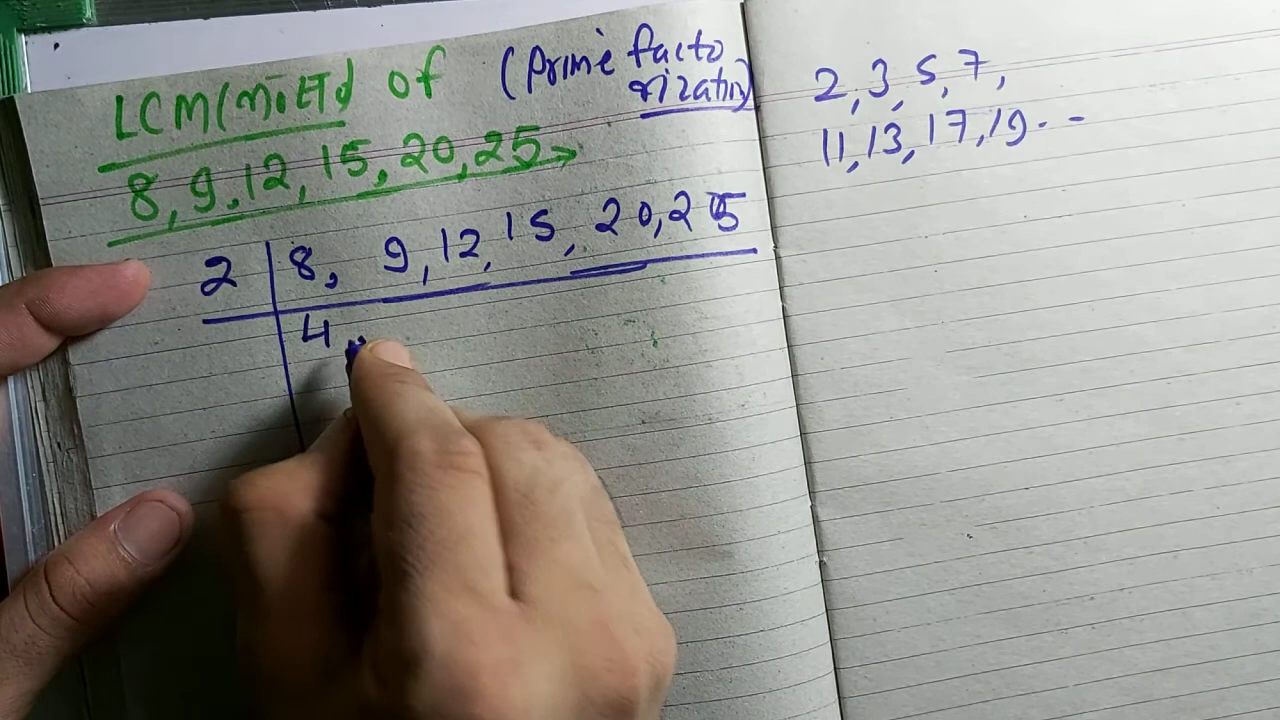 LCM of (Prime facto
rization)
8, 9, 12, 15, 20, 25
2 8, 9, 12, 15, 20, 25
4
2, 3, 5, 7,
11, 13, 17, 19--